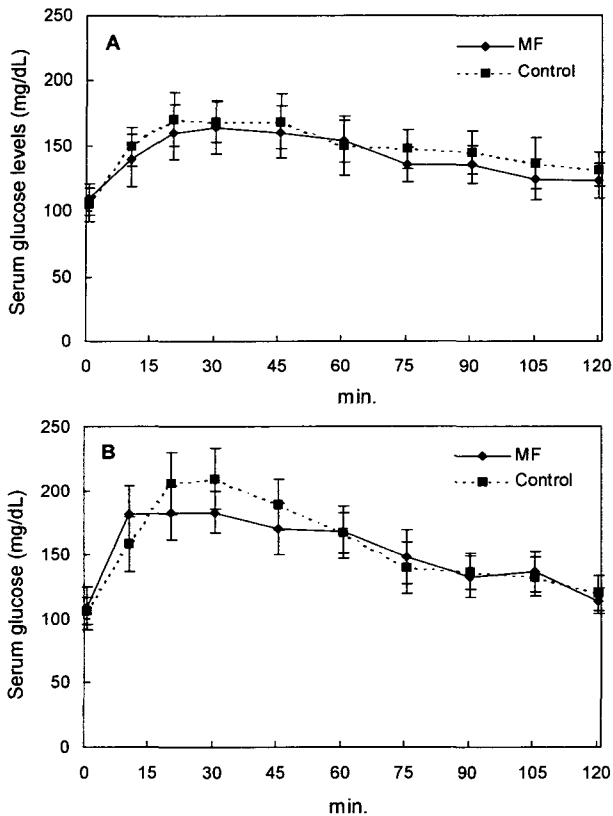 250
A
MF
Control
200
150
100
50
0
Serum glucose levels (mg/dL)
0 15 30 45 60 75 90 105 120
min.
250
B
MF
Control
200
150
100
50
0
Serum glucose (mg/dL)
0 15 30 45 60 75 90 105 120
min.